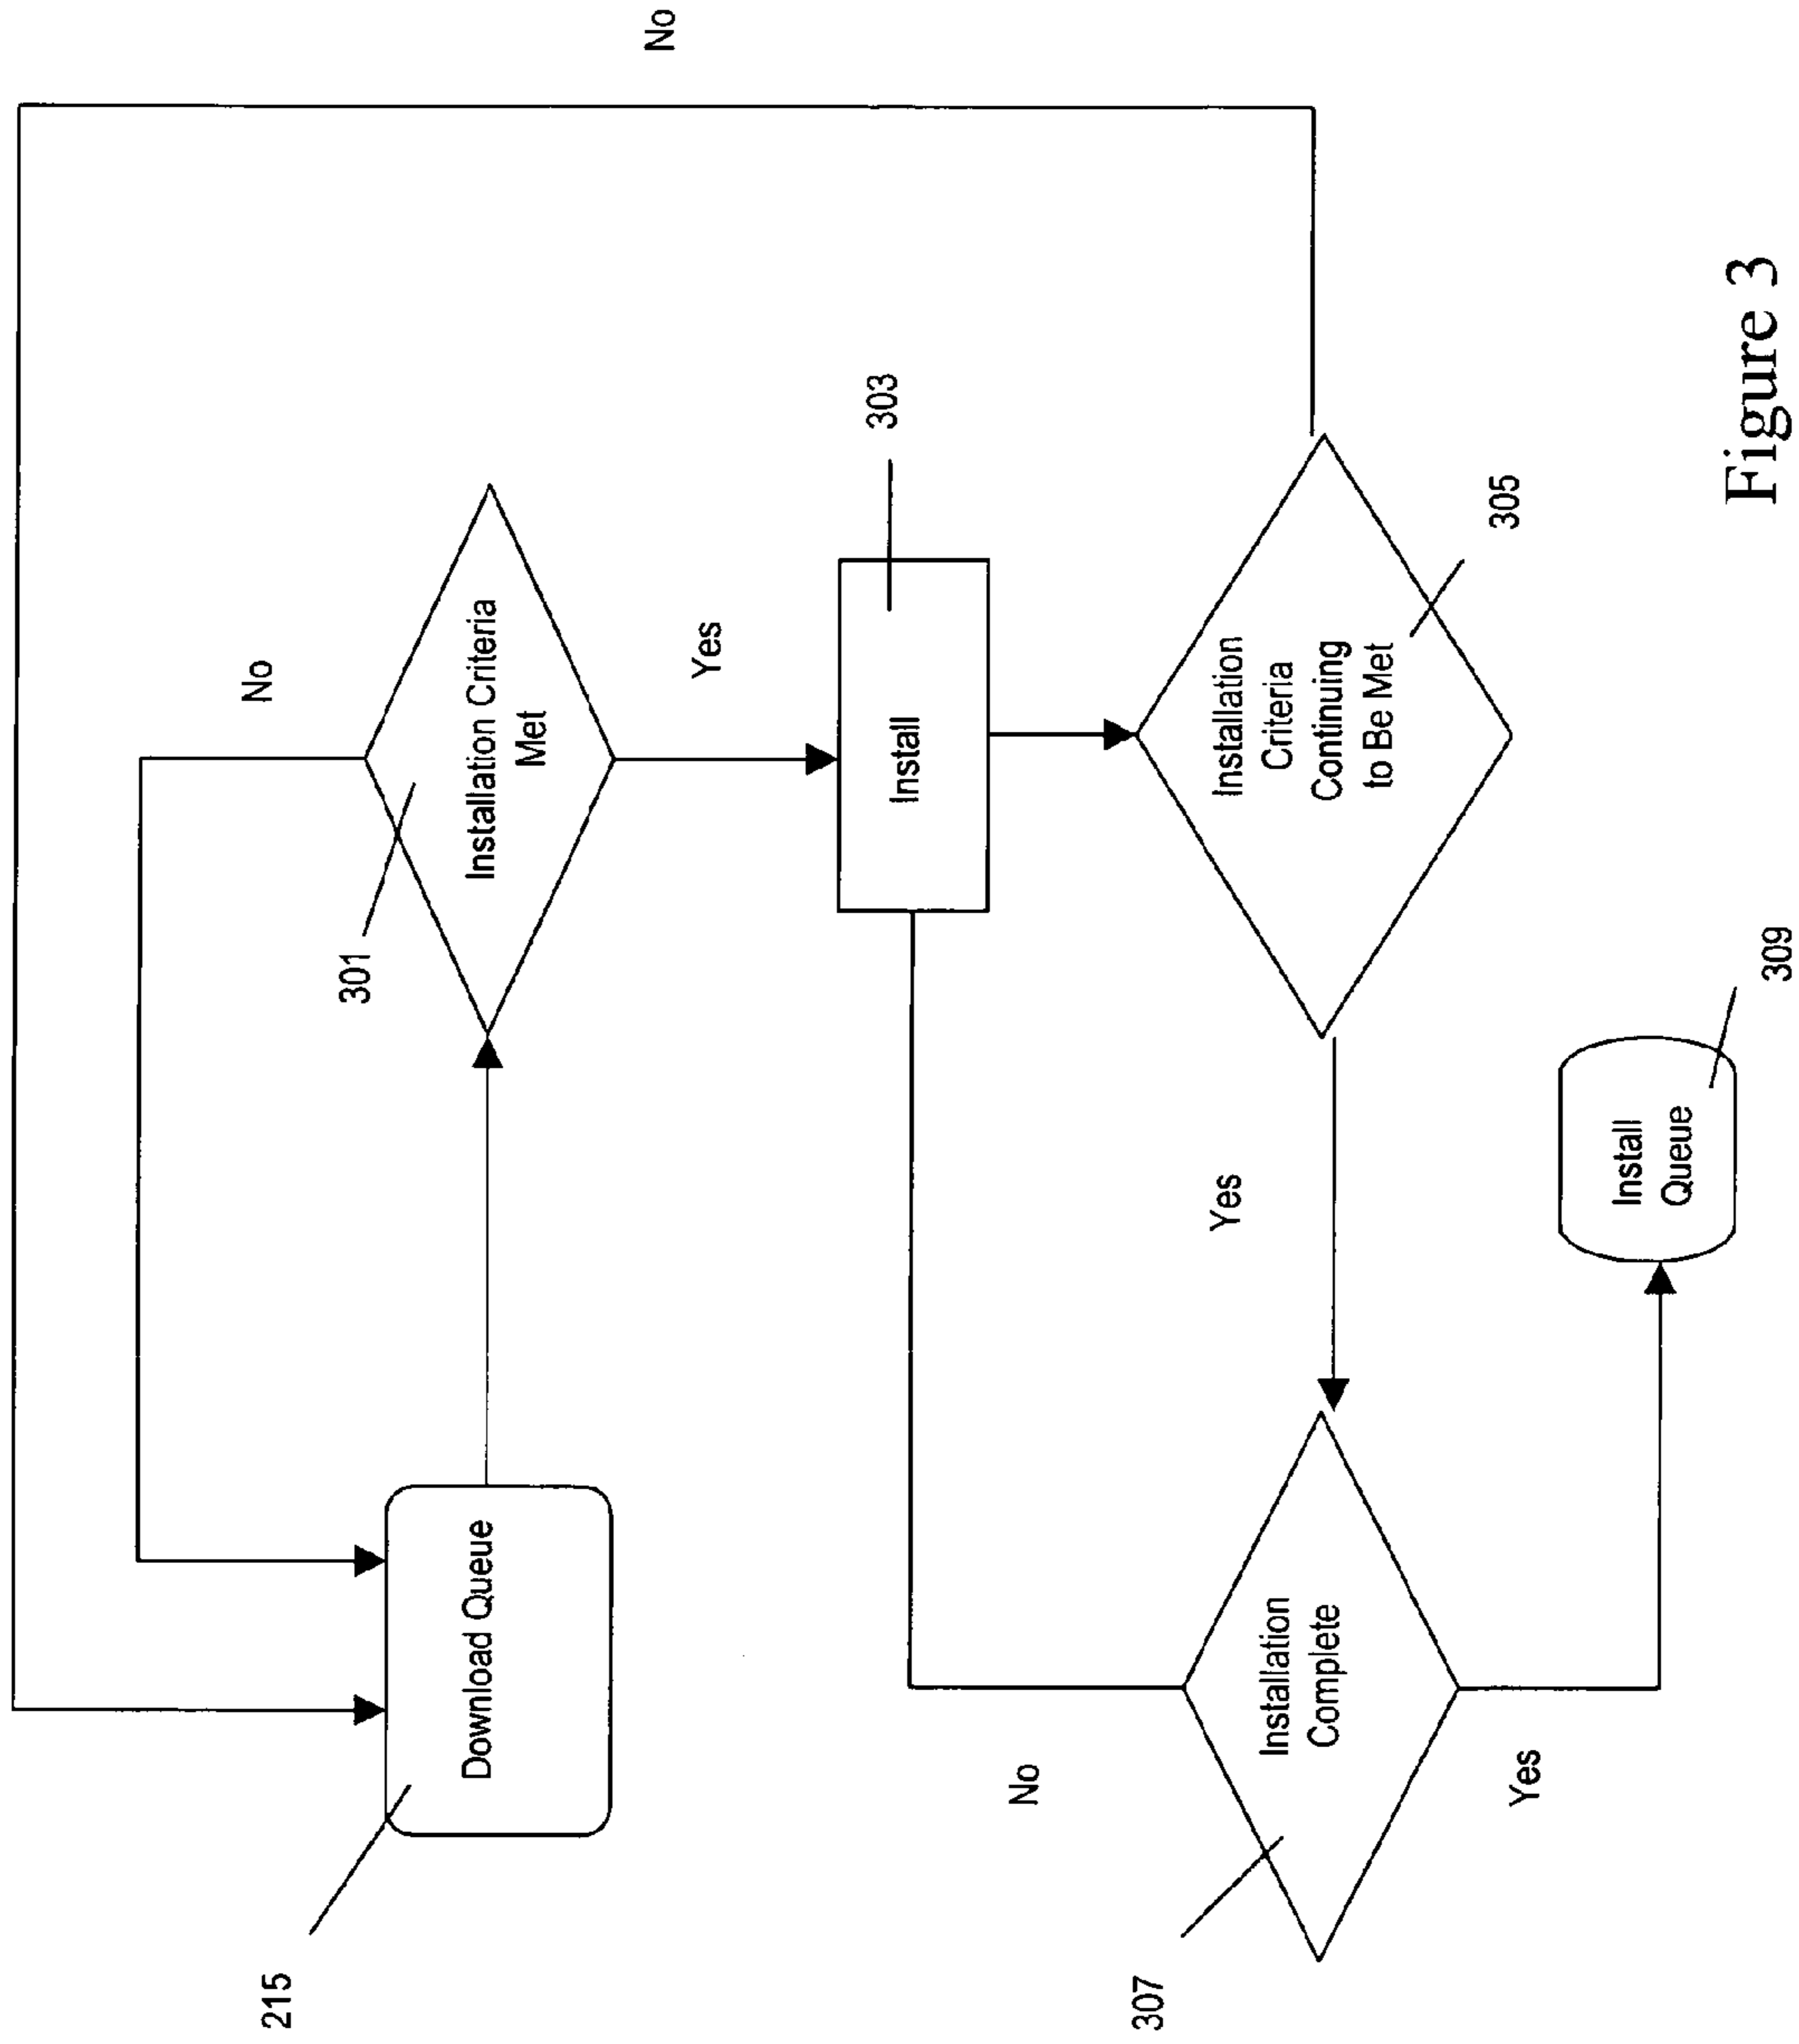 No
No
301
Installation Criteria
Met
215
Download Queue
Yes
303
Install
No
Yes
Installation
Criteria
Continuing
to Be Met
305
307
Installation
Complete
Yes
Install
Queue
309
Figure 3